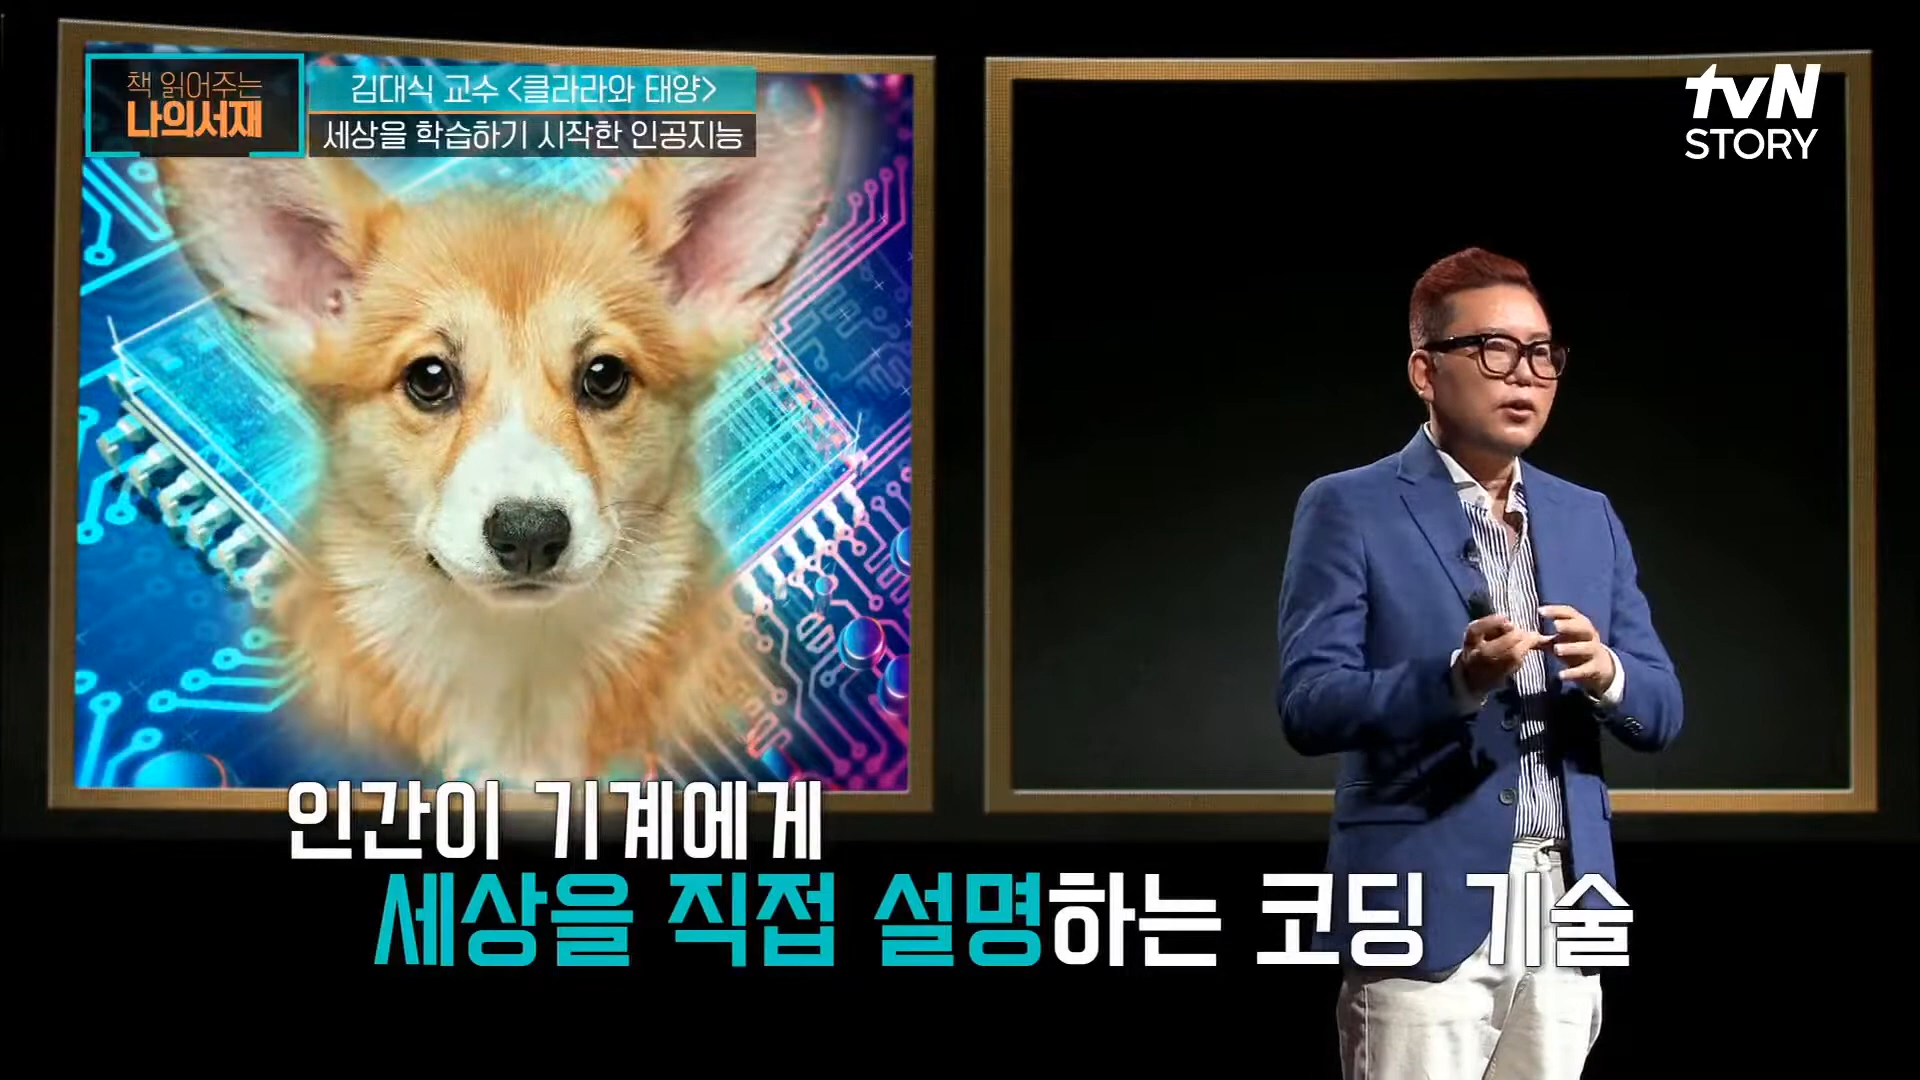 책 읽어주는
나의서재
김대식 교수 <클라라와 태양>
세상을 학습하기 시작한 인공지능
tvN
STORY
인간이 기계에게
세상을 직접 설명하는 코딩 기술